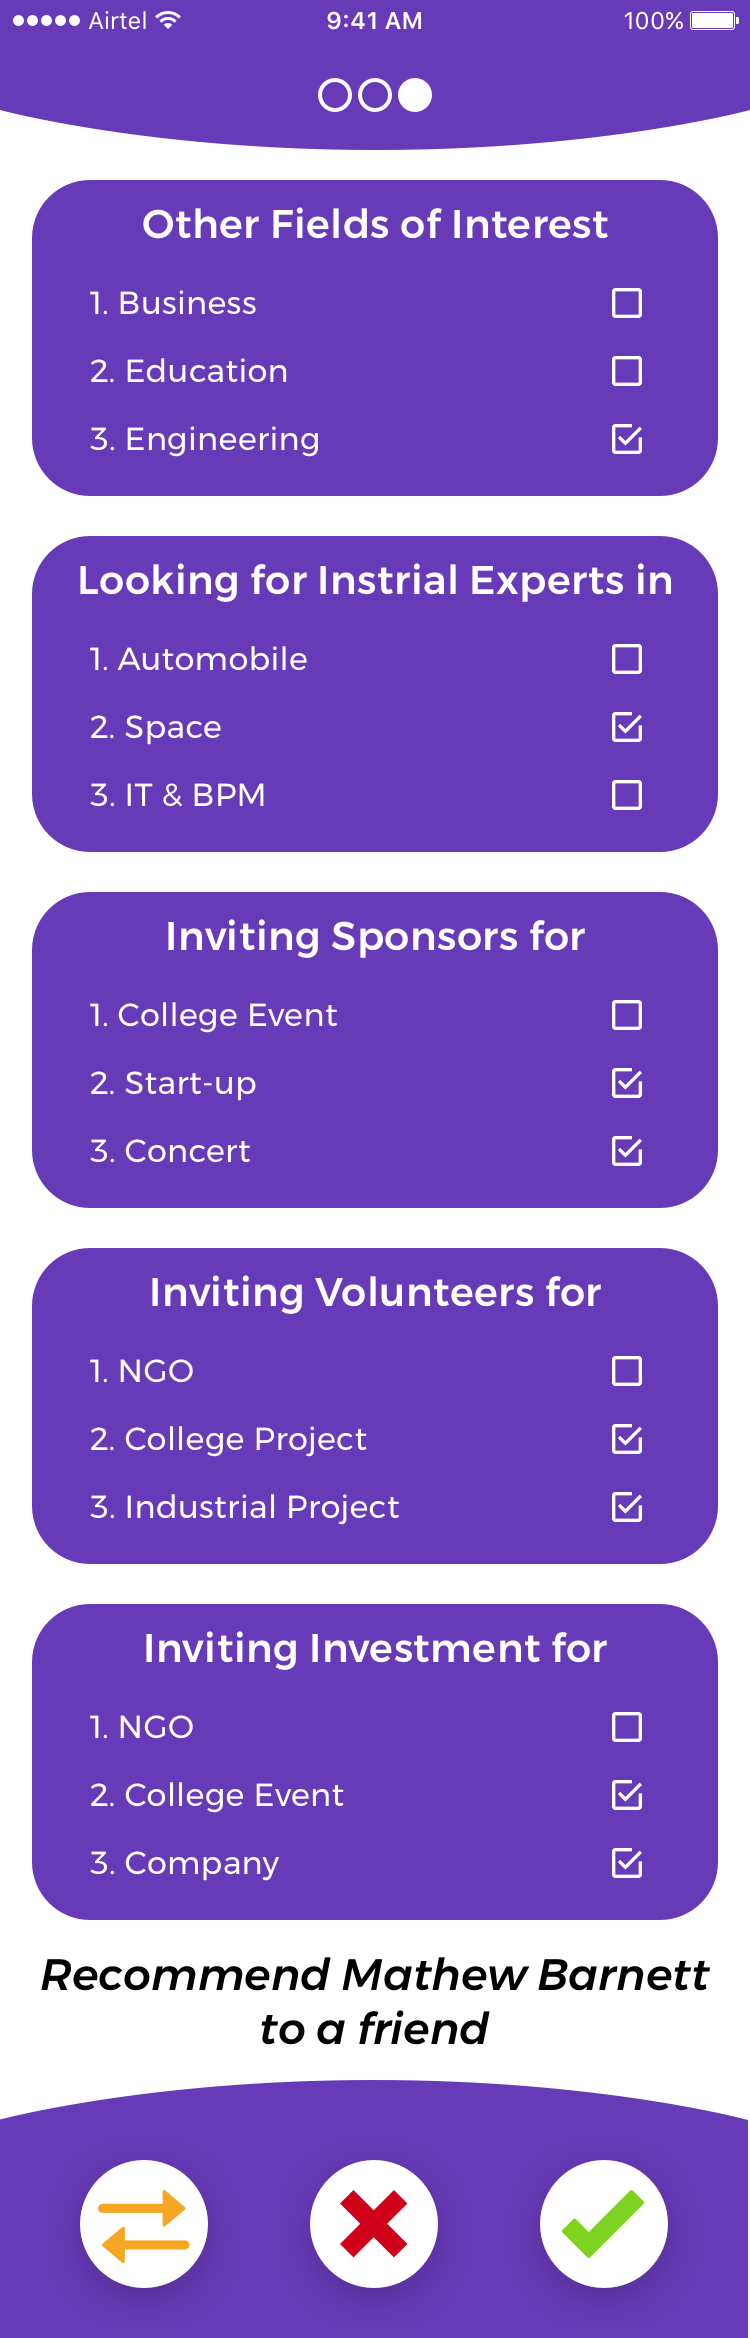 Airtel 9:41 AM 100%
Other Fields of Interest
1. Business
2. Education
3. Engineering
Looking for Instrial Experts in
1. Automobile
2. Space
3. IT & BPM
Inviting Sponsors for
1. College Event
2. Start-up
3. Concert
Inviting Volunteers for
1. NGO
2. College Project
3. Industrial Project
Inviting Investment for
1. NGO
2. College Event
3. Company
Recommend Mathew Barnett
to a friend